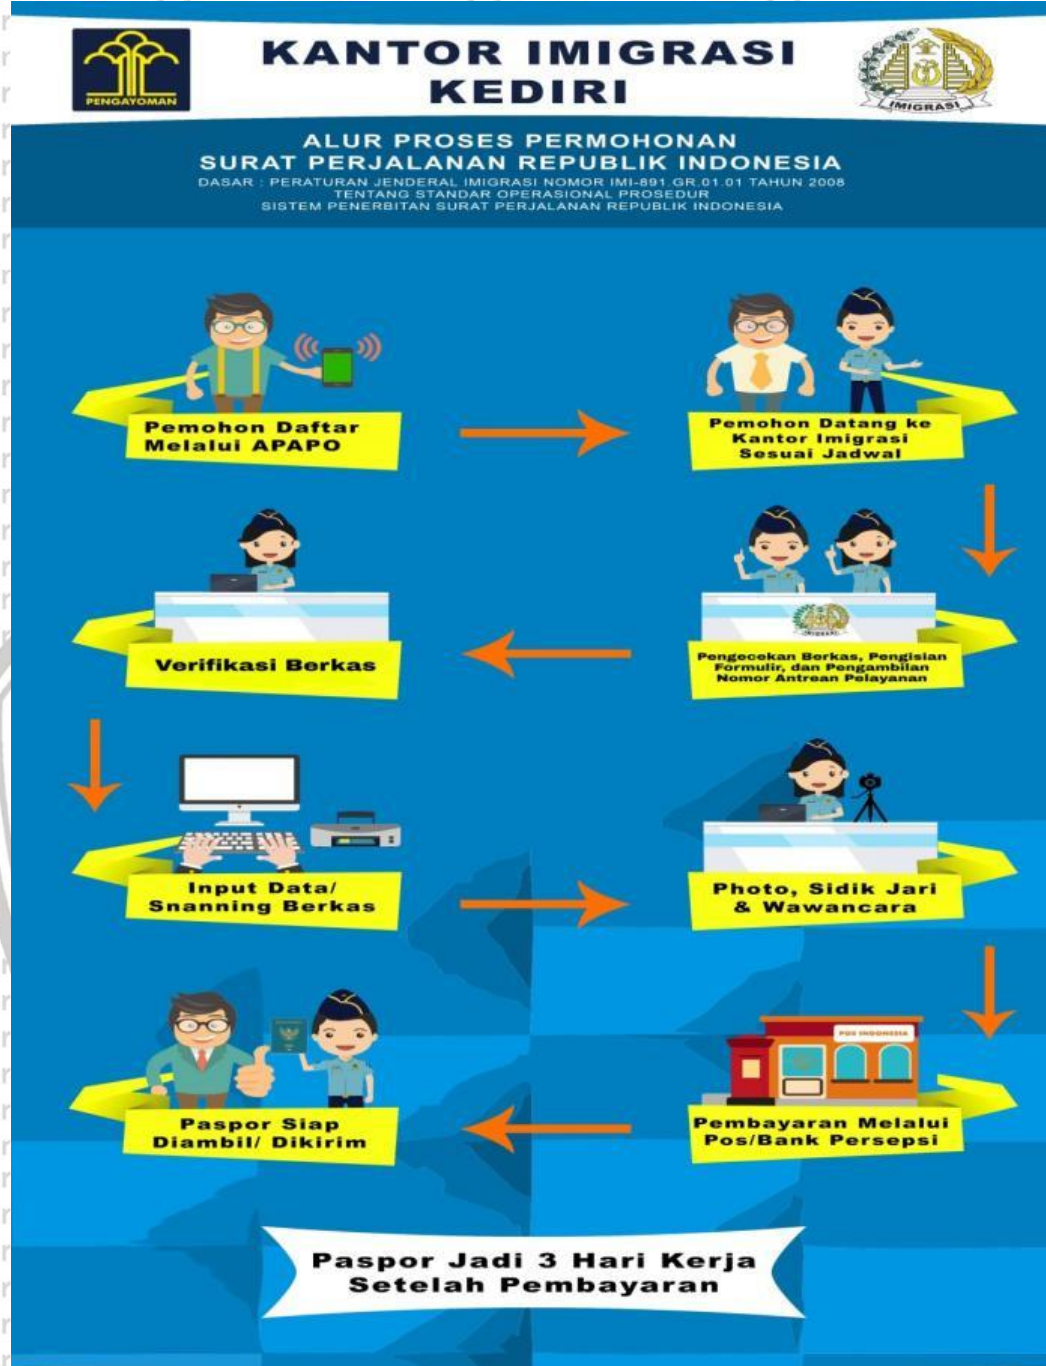 PENGAYOMAN
KANTOR IMIGRASI
KEDIRI
IMIGRASI
ALUR PROSES PERMOHONAN
SURAT PERJALANAN REPUBLIK INDONESIA
DASAR : PERATURAN JENDERAL IMIGRASI NOMOR IMI-891.GR.01.01 TAHUN 2008
TENTANG STANDAR OPERASIONAL PROSEDUR
SISTEM PENERBITAN SURAT PERJALANAN REPUBLIK INDONESIA
Pemohon Daftar
Melalui APAPO
Pemohon Datang ke
Kantor Imigrasi
Sesuai Jadwal
IMIGRASI
Pengecekan Berkas, Pengisian
Formulir, dan Pengambilan
Nomor Antrean Pelayanan
Verifikasi Berkas
Input Data/
Snanning Berkas
Photo, Sidik Jari
& Wawancara
POS INDONESIA
Pembayaran Melalui
Pos/Bank Persepsi
Paspor Siap
Diambil/ Dikirim
Paspor Jadi 3 Hari Kerja
Setelah Pembayaran